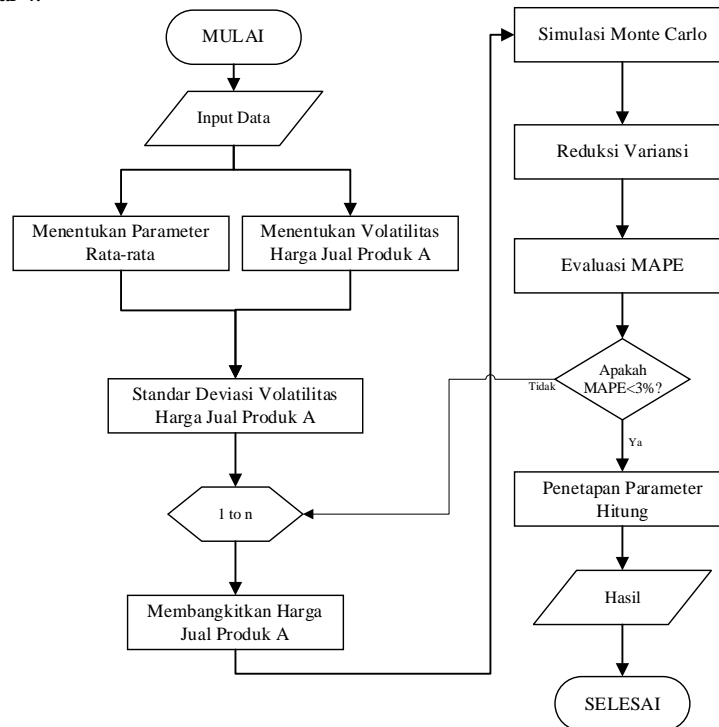 MULAI
Input Data
Menentukan Parameter
Rata-rata
Menentukan Volatilitas
Harga Jual Produk A
Standar Deviasi Volatilitas
Harga Jual Produk A
1 to n
Membangkitkan Harga
Jual Produk A
Simulasi Monte Carlo
Reduksi Variansi
Evaluasi MAPE
Apakah
MAPE<3%?
Tidak
Ya
Penetapan Parameter
Hitung
Hasil
SELESAI